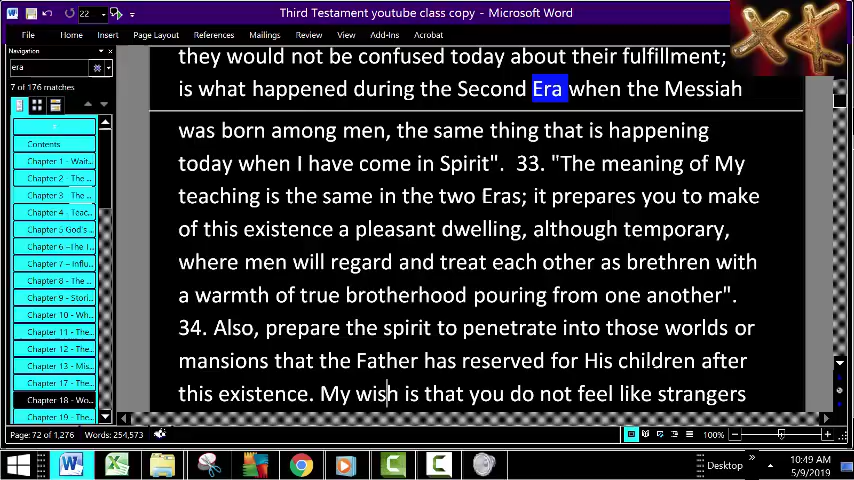 22
Third Testament youtube class copy - Microsoft Word
File Home Insert Page Layout References Mailings Review View Add-Ins Acrobat
Navigation
era
7 of 176 matches
Contents
Chapter 1 - Wait...
Chapter 2 - The ...
Chapter 3 - The ...
Chapter 4 - Teac...
Chapter 5 God's...
Chapter 6 –The T...
Chapter 7 – Influ...
Chapter 9 - Stori...
Chapter 10 - Wh...
Chapter 11 - The...
Chapter 12 - The...
Chapter 13 - Mis...
Chapter 17 - The...
Chapter 18 - Wo...
Chapter 19 - The...
they would not be confused today about their fulfillment;
is what happened during the Second Era when the Messiah
was born among men, the same thing that is happening
today when I have come in Spirit". 33. "The meaning of My
teaching is the same in the two Eras; it prepares you to make
of this existence a pleasant dwelling, although temporary,
where men will regard and treat each other as brethren with
a warmth of true brotherhood pouring from one another".
34. Also, prepare the spirit to penetrate into those worlds or
mansions that the Father has reserved for His children after
this existence. My wish is that you do not feel like strangers
Page: 72 of 1,276 Words: 254,573
100%
Desktop
10:49 AM
5/9/2019